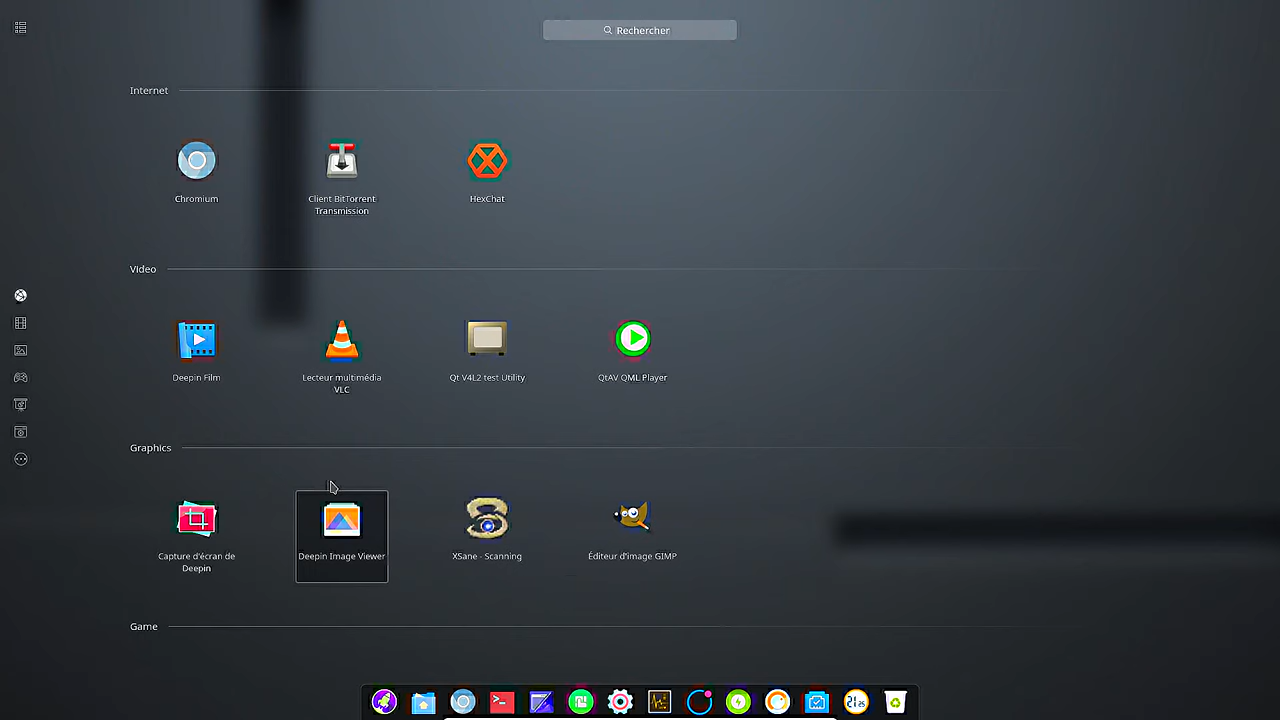 Rechercher
Internet
Chromium
Client BitTorrent
Transmission
HexChat
Video
Deepin Film
Lecteur multimédia
VLC
Qt V4L2 test Utility
QtAV QML Player
Graphics
Capture d'écran de
Deepin
Deepin Image Viewer
XSane - Scanning
Éditeur d'image GIMP
Game